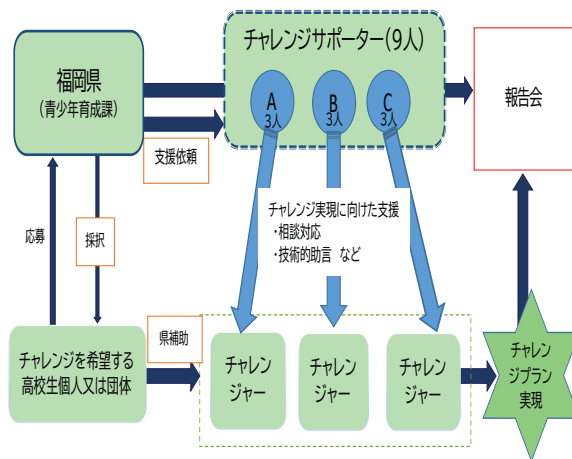 チャレンジサポーター(9人)
福岡県
(青少年育成課)
A
3人
B
3人
C
3人
報告会
支援依頼
チャレンジ実現に向けた支援
・相談対応
・技術的助言 など
応募
採択
県補助
チャレンジを希望する
高校生個人又は団体
チャレン
ジャー
チャレン
ジャー
チャレン
ジャー
チャレン
ジプラン
実現